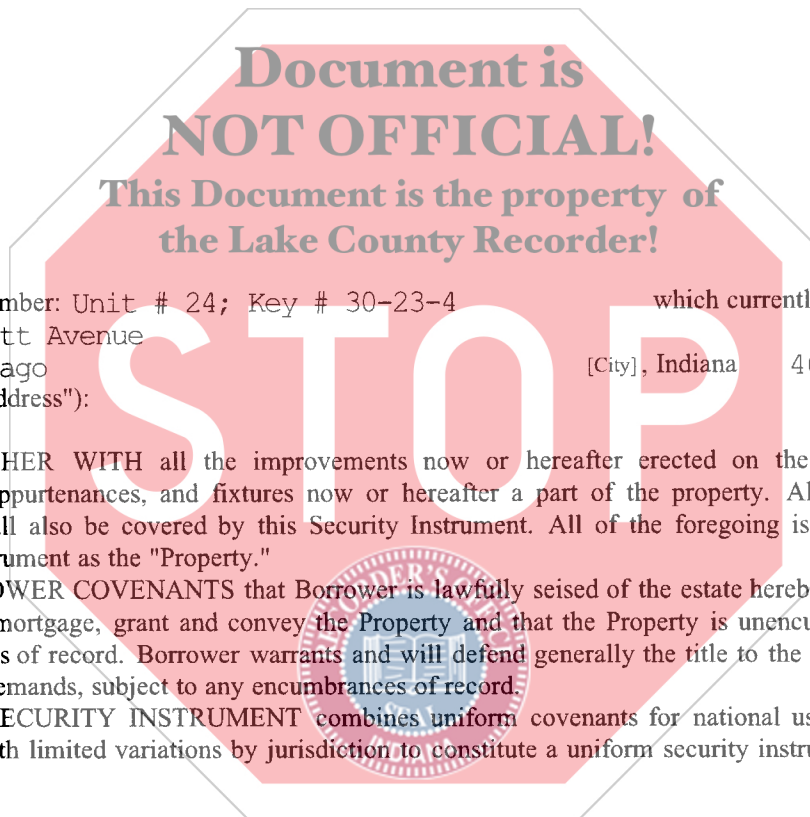 Document is
NOT OFFICIAL!
This Document is the property of
the Lake County Recorder!
mber: Unit # 24; Key # 30-23-4 which currentl
tt Avenue
ago [City], Indiana 4
ddress"):
STOP
HER WITH all the improvements now or hereafter erected on the
ppurtenances, and fixtures now or hereafter a part of the property. Al
ll also be covered by this Security Instrument. All of the foregoing is
rument as the "Property."
OWER COVENANTS that Borrower is lawfully seised of the estate hereb
mortgage, grant and convey the Property and that the Property is unencu
s of record. Borrower warrants and will defend generally the title to the
emands, subject to any encumbrances of record.
ECURITY INSTRUMENT combines uniform covenants for national us
th limited variations by jurisdiction to constitute a uniform security instru
SEAL
INDIANA